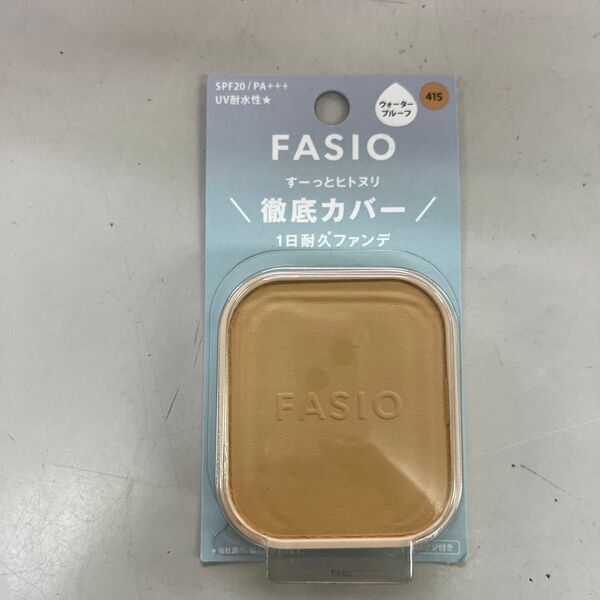 SPF20/PA+++
UV耐水性★
ウォーター
プルーフ
415
FASIO
すーっとヒトヌリ
\ 徹底カバー /
1日耐久ファンデ
FASIO